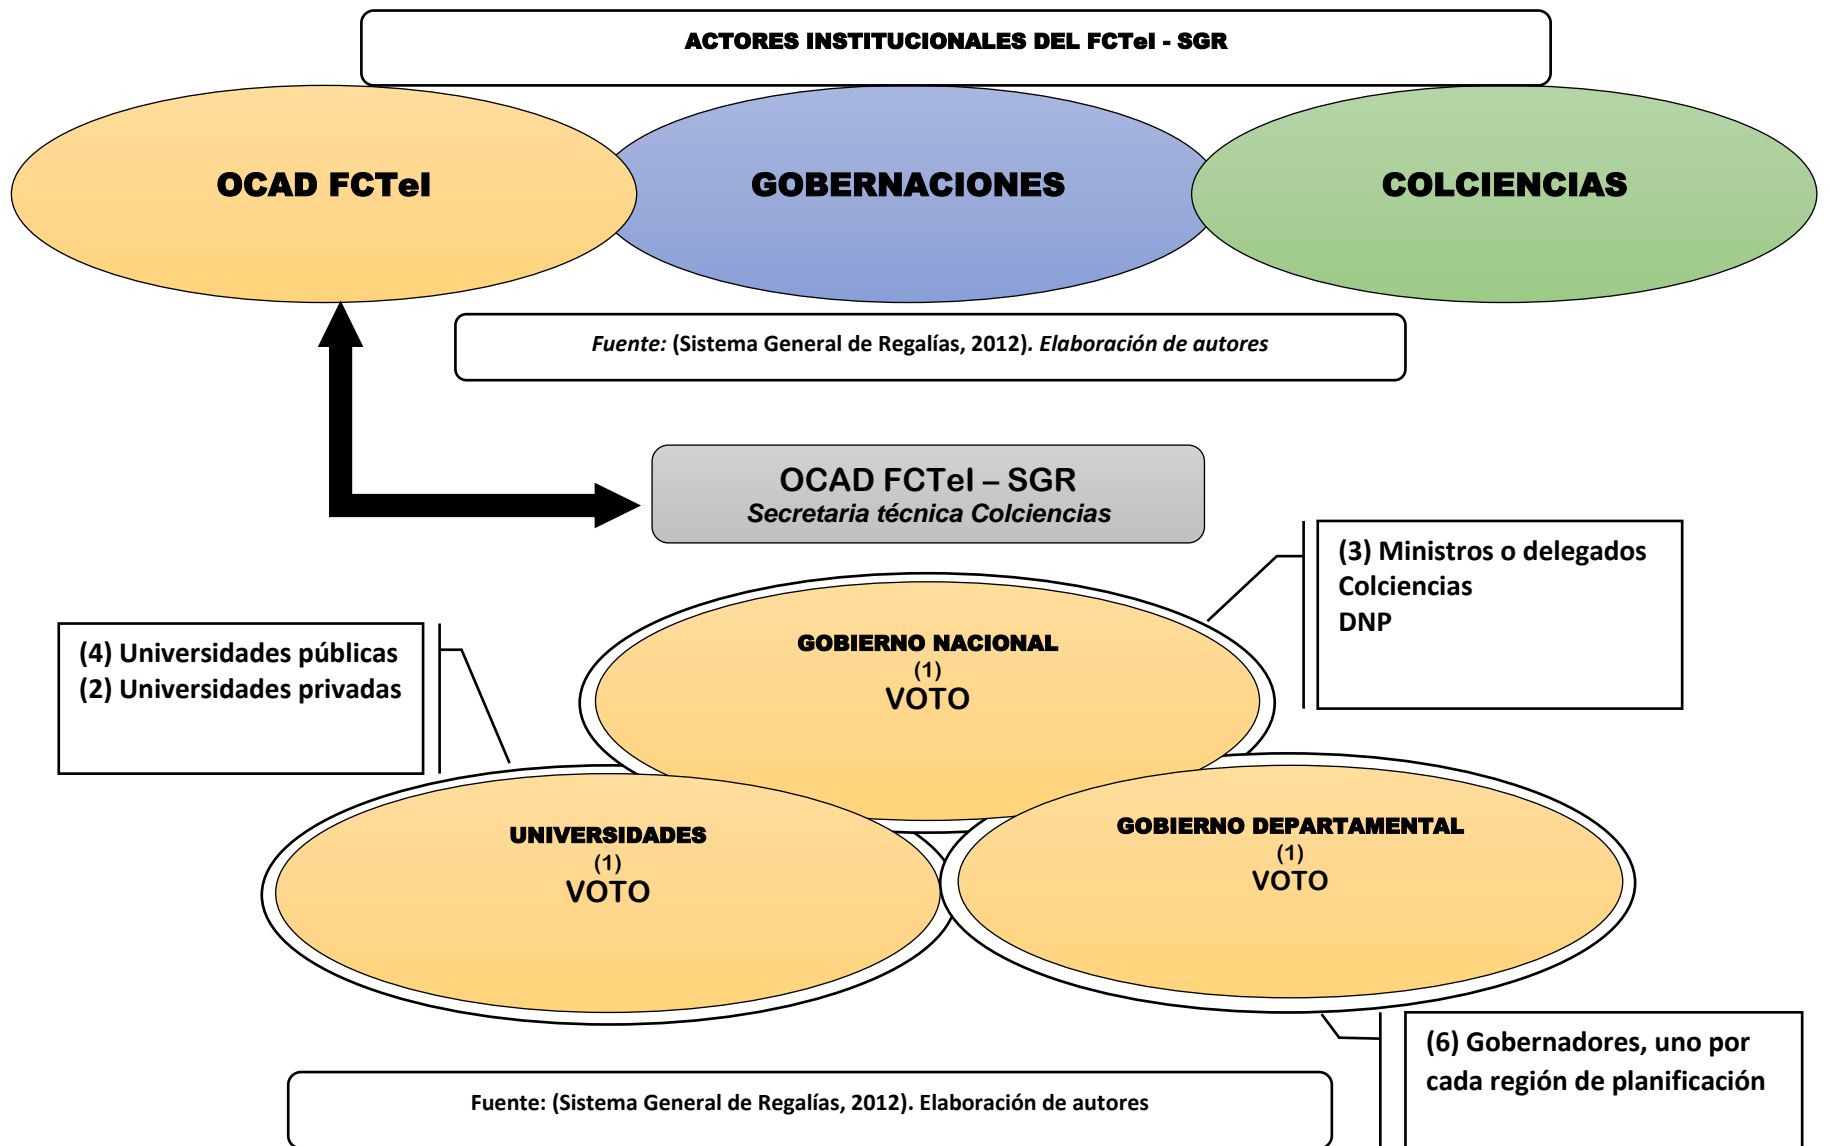 ACTORES INSTITUCIONALES DEL FCTeI - SGR
OCAD FCTeI
GOBERNACIONES
COLCIENCIAS
Fuente: (Sistema General de Regalías, 2012). Elaboración de autores
OCAD FCTeI – SGR
Secretaria técnica Colciencias
(3) Ministros o delegados
Colciencias
DNP
(4) Universidades públicas
(2) Universidades privadas
GOBIERNO NACIONAL
(1)
VOTO
UNIVERSIDADES
(1)
VOTO
GOBIERNO DEPARTAMENTAL
(1)
VOTO
(6) Gobernadores, uno por
cada región de planificación
Fuente: (Sistema General de Regalías, 2012). Elaboración de autores